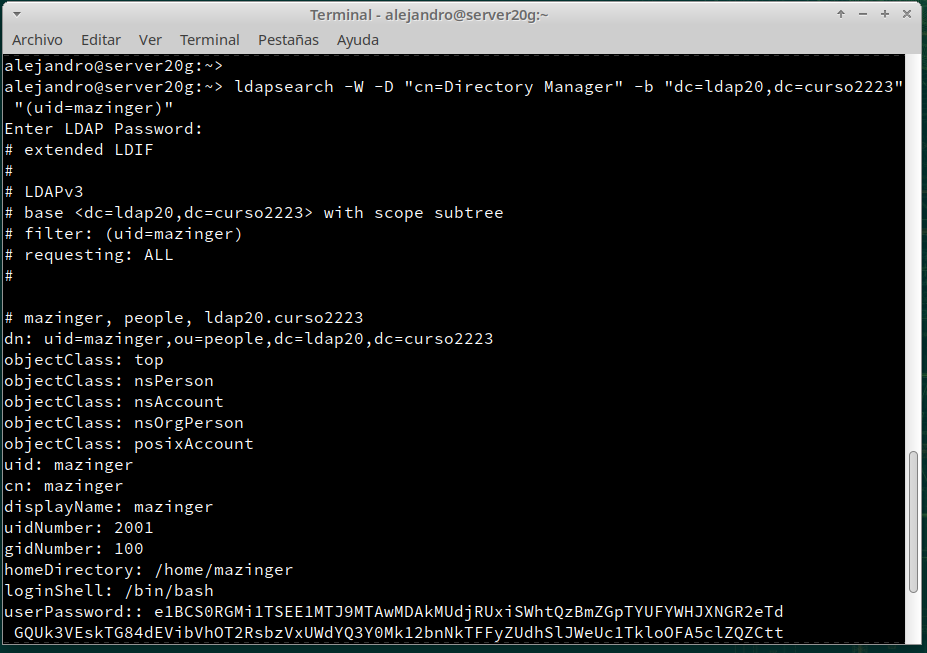 Terminal - alejandro@server20g:~
Archivo Editar Ver Terminal Pestañas Ayuda
alejandro@server20g:~>
alejandro@server20g:~> ldapsearch -W -D "cn=Directory Manager" -b "dc=ldap20,dc=curso2223"
"(uid=mazinger)"
Enter LDAP Password:
# extended LDIF
#
# LDAPv3
# base <dc=ldap20,dc=curso2223> with scope subtree
# filter: (uid=mazinger)
# requesting: ALL
#
# mazinger, people, ldap20.curso2223
dn: uid=mazinger,ou=people,dc=ldap20,dc=curso2223
objectClass: top
objectClass: nsPerson
objectClass: nsAccount
objectClass: nsOrgPerson
objectClass: posixAccount
uid: mazinger
cn: mazinger
displayName: mazinger
uidNumber: 2001
gidNumber: 100
homeDirectory: /home/mazinger
loginShell: /bin/bash
userPassword:: e1BCS0RGMi1TSEE1MTJ9MTAwMDAkMUdjRUxiSWhtQzBmZGpTYUFYWHJXNGR2eTd
GQUk3VEskTG84dEVibVhOT2RsbzVxUWdYQ3Y0Mk12bnNkTFFyZUdhSlJWeUc1TkloOFA5clZQZCtt